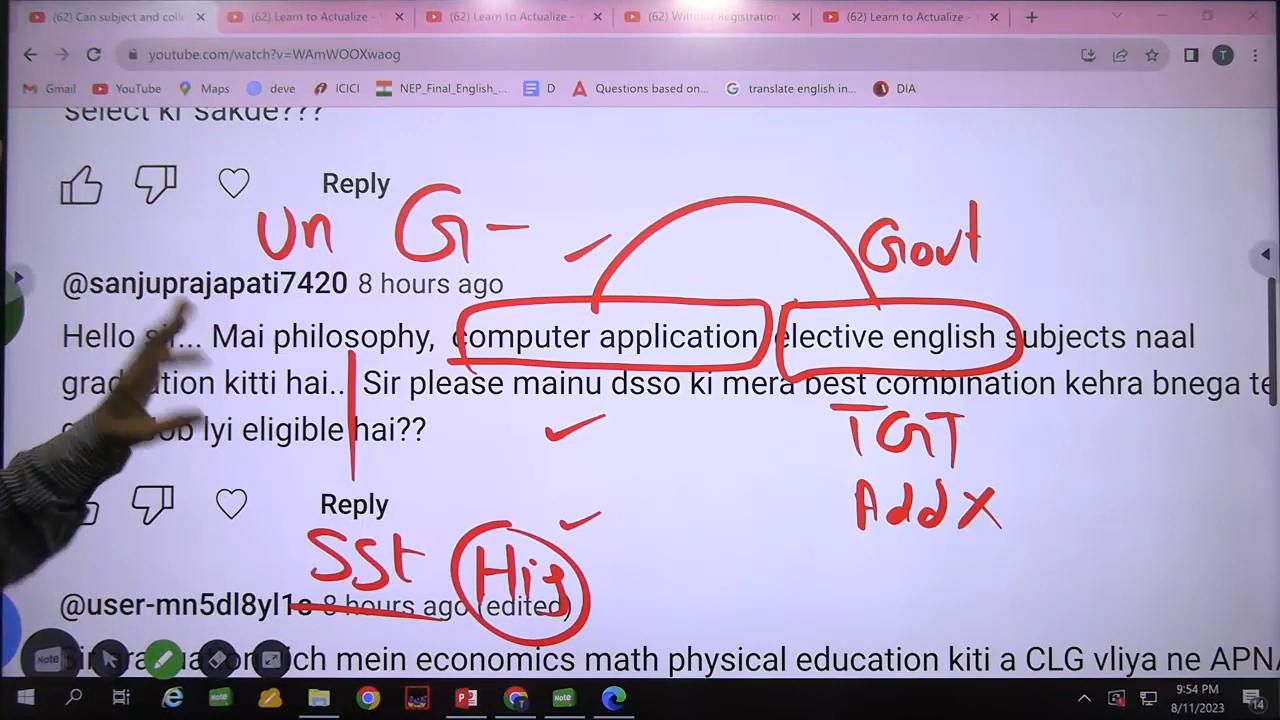 (62) Can subject and colle
(62) Learn to Actualize -
(62) Learn to Actualize -
(62) Without Registration
(62) Learn to Actualize -
youtube.com/watch?v=WAmWOOXwaog
T
Gmail YouTube Maps deve ICICI NEP_Final_English_... D Questions based on... translate english in... DIA
select ki sakde???
Reply
Un G-
Govt
@sanjuprajapati7420 8 hours ago
Hello sir... Mai philosophy, computer application elective english subjects naal
graduation kitti hai.. Sir please mainu dsso ki mera best combination kehra bnega te
lyi eligible hai??
TGT
Add X
Reply
SSt His
@user-mn5dl8yl1c 8 hours ago (edited)
ich mein economics math physical education kiti a CLG vliya ne APNA
Note
9:54 PM
8/11/2023
14